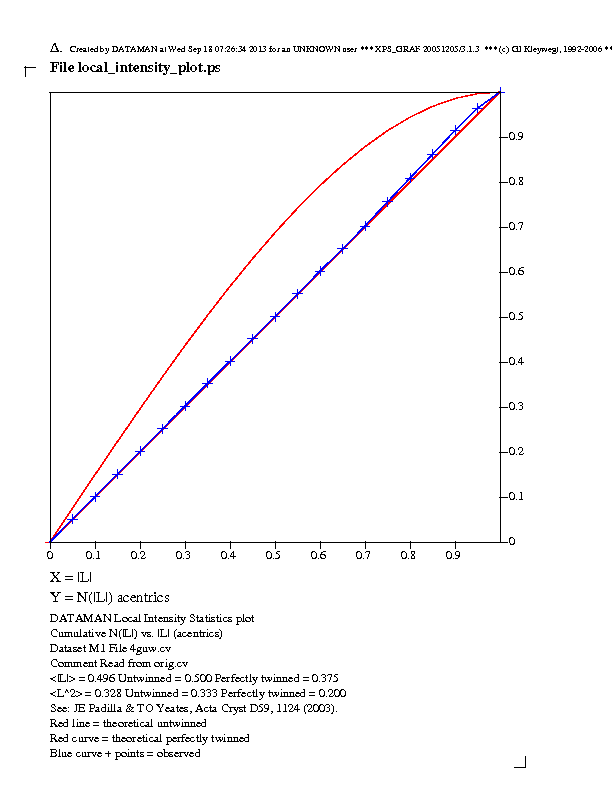 Δ. Created by DATAMAN at Wed Sep 18 07:26:34 2013 for an UNKNOWN user *** XPS_GRAF 20051205/3.1.3 *** (c) GJ Kleywegt, 1992-2006 **
File local_intensity_plot.ps
0.9
0.8
0.7
0.6
0.5
0.4
0.3
0.2
0.1
0
0 0.1 0.2 0.3 0.4 0.5 0.6 0.7 0.8 0.9
X = |L|
Y = N(|L|) acentrics
DATAMAN Local Intensity Statistics plot
Cumulative N(|L|) vs. |L| (acentrics)
Dataset M1 File 4guw.cv
Comment Read from orig.cv
<|L|> = 0.496 Untwinned = 0.500 Perfectly twinned = 0.375
<L^2> = 0.328 Untwinned = 0.333 Perfectly twinned = 0.200
See: JE Padilla & TO Yeates, Acta Cryst D59, 1124 (2003).
Red line = theoretical untwinned
Red curve = theoretical perfectly twinned
Blue curve + points = observed